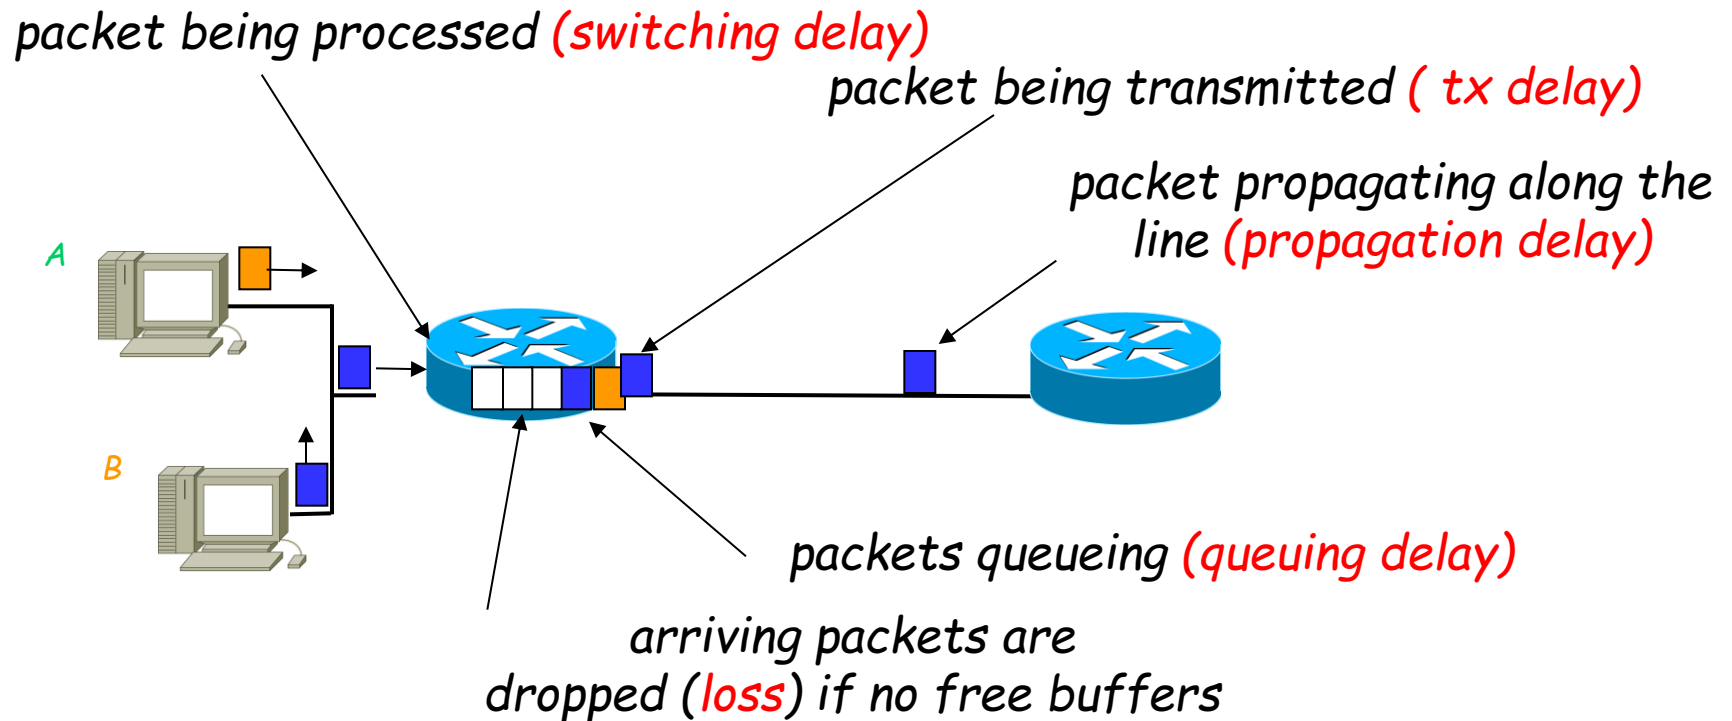 packet being processed (switching delay)
packet being transmitted ( tx delay)
packet propagating along the
line (propagation delay)
A
B
packets queueing (queuing delay)
arriving packets are
dropped (loss) if no free buffers